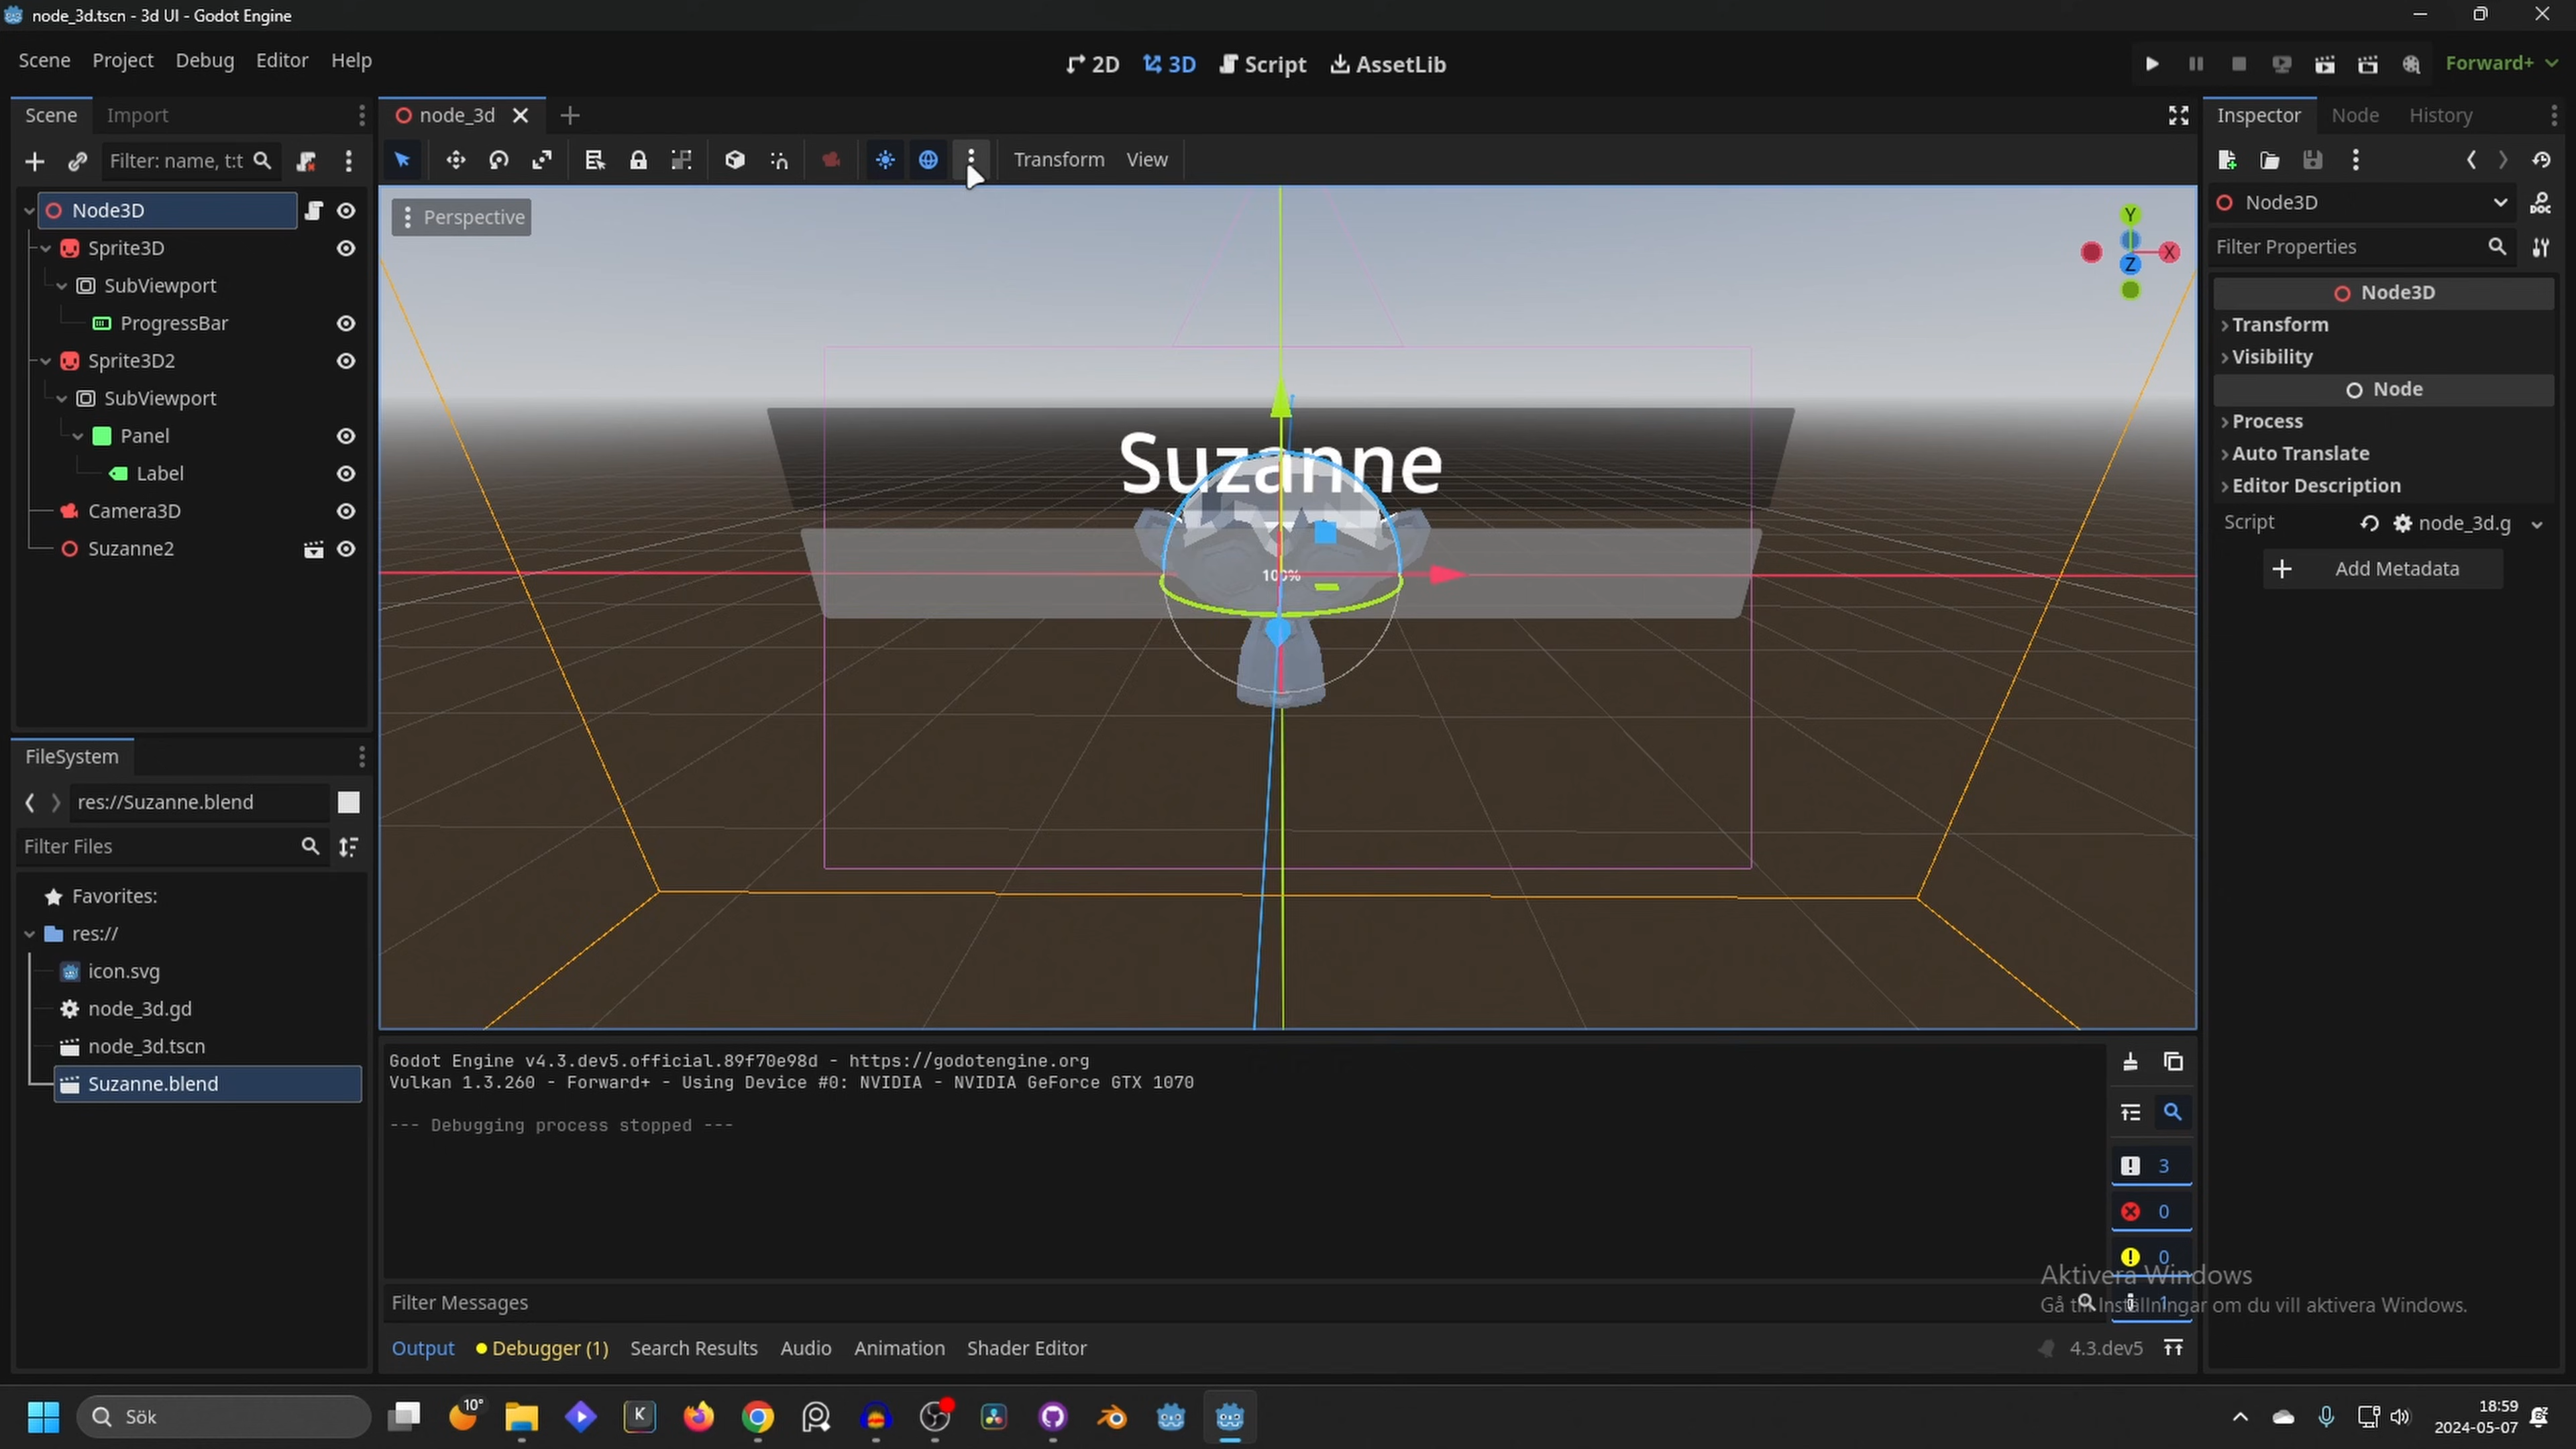 node_3d.tscn - 3d UI - Godot Engine
Scene Project Debug Editor Help
2D 3D Script AssetLib
Forward+
Scene Import
node_3d
Inspector Node History
Filter: name, t:t
Transform View
Node3D
Sprite3D
SubViewport
ProgressBar
Sprite3D2
SubViewport
Panel
Label
Camera3D
Suzanne2
Perspective
Y
X
Z
Suzanne
100%
Node3D
Filter Properties
Node3D
Transform
Visibility
Node
Process
Auto Translate
Editor Description
Script node_3d.g
Add Metadata
FileSystem
res://Suzanne.blend
Filter Files
Favorites:
res://
icon.svg
node_3d.gd
node_3d.tscn
Suzanne.blend
Godot Engine v4.3.dev5.official.89f70e98d - https://godotengine.org
Vulkan 1.3.260 - Forward+ - Using Device #0: NVIDIA - NVIDIA GeForce GTX 1070
--- Debugging process stopped ---
3
0
0
1
Filter Messages
Aktivera Windows
Gå till Inställningar om du vill aktivera Windows.
Output Debugger (1) Search Results Audio Animation Shader Editor
4.3.dev5
Sök
10°
K
18:59
2024-05-07